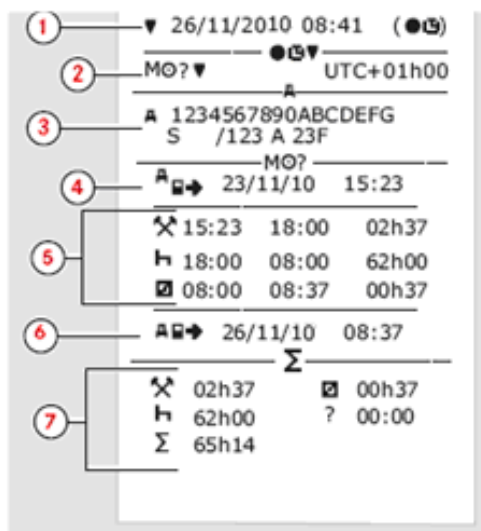 1 ▼ 26/11/2010 08:41 ( )
2 M? ▼ UTC+01h00
A
3 A 1234567890ABCDEFG
S /123 A 23F
M?
4 A 23/11/10 15:23
5
15:23 18:00 02h37
18:00 08:00 62h00
08:00 08:37 00h37
6 A 26/11/10 08:37
Σ
7
02h37 00h37
62h00 ? 00:00
Σ 65h14